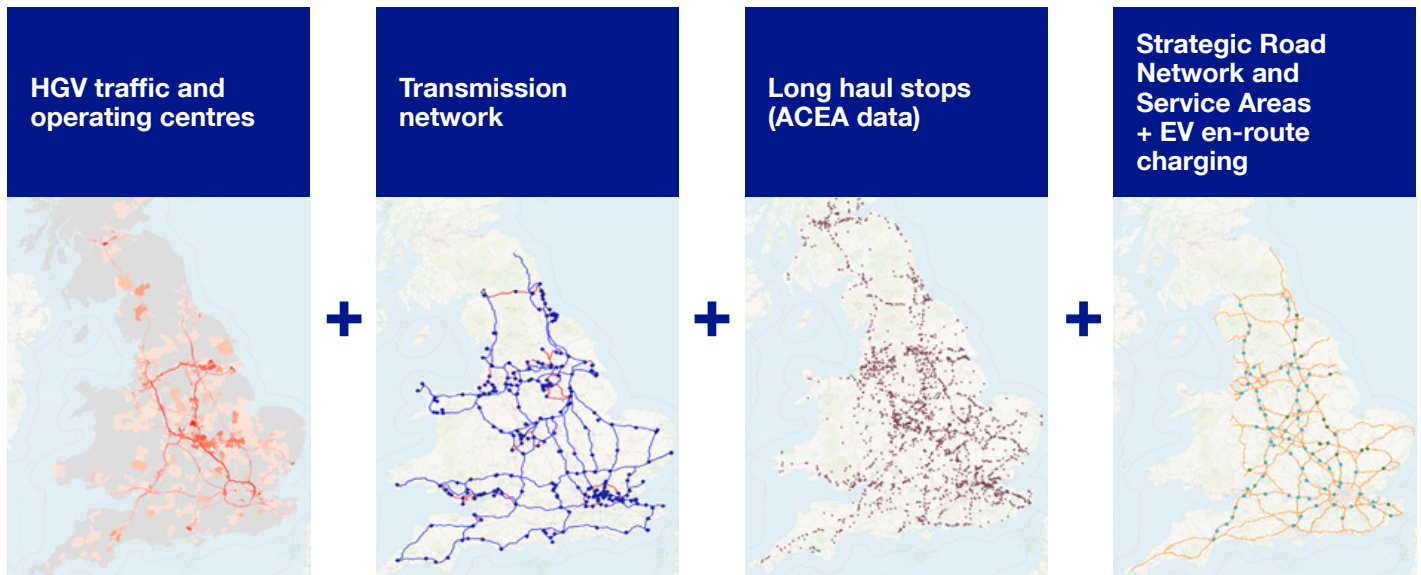 HGV traffic and
operating centres
Transmission
network
Long haul stops
(ACEA data)
Strategic Road
Network and
Service Areas
+ EV en-route
charging
+
+
+